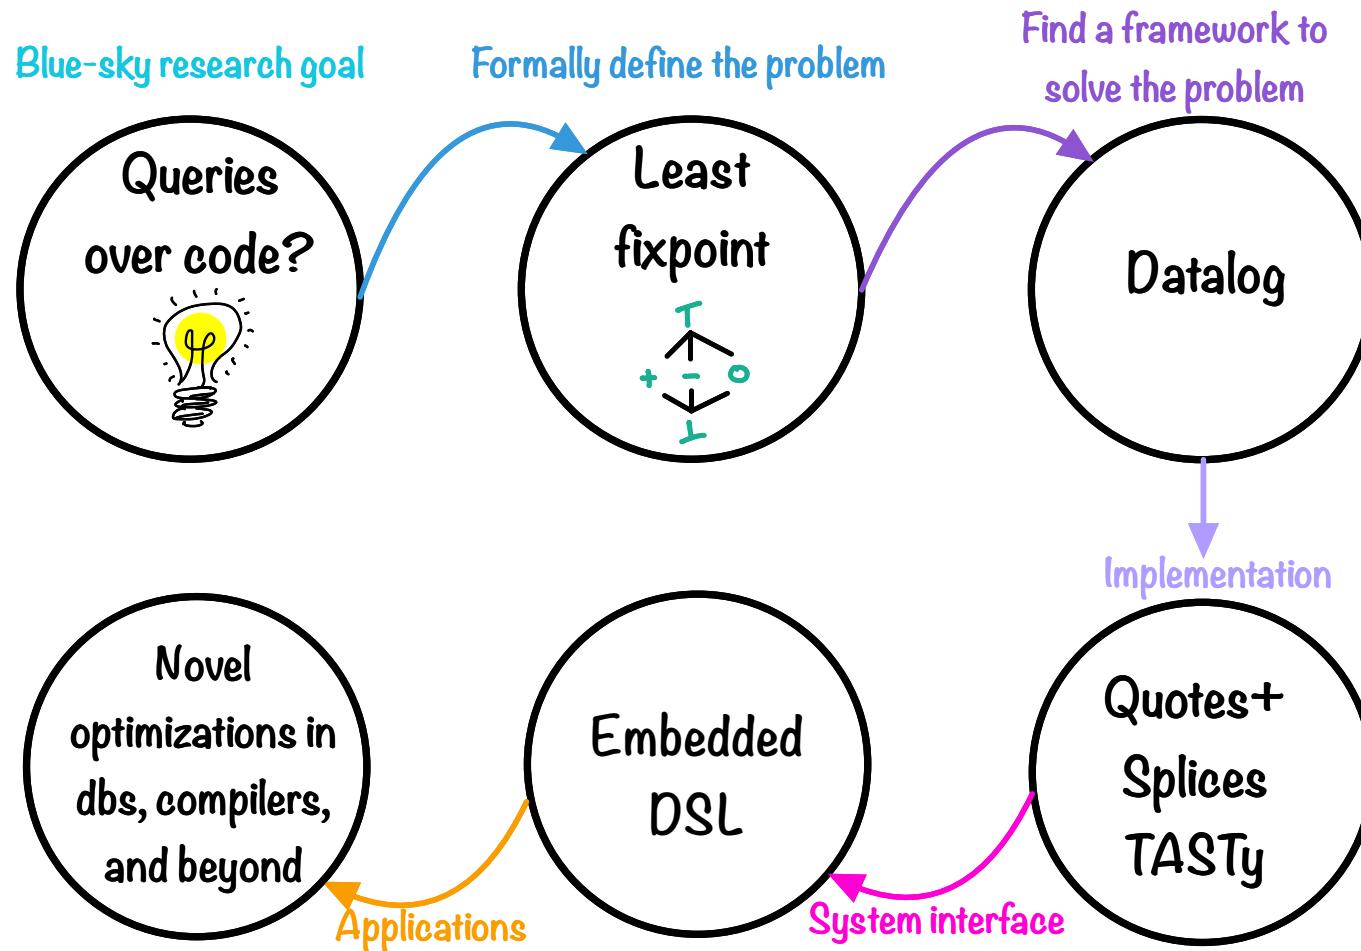 Blue-sky research goal
Formally define the problem
Find a framework to
solve the problem
Queries
over code?
Least
fixpoint
⊤
+ - 0
⊥
Datalog
Implementation
Quotes+
Splices
TASTy
System interface
Embedded
DSL
Applications
Novel
optimizations in
dbs, compilers,
and beyond